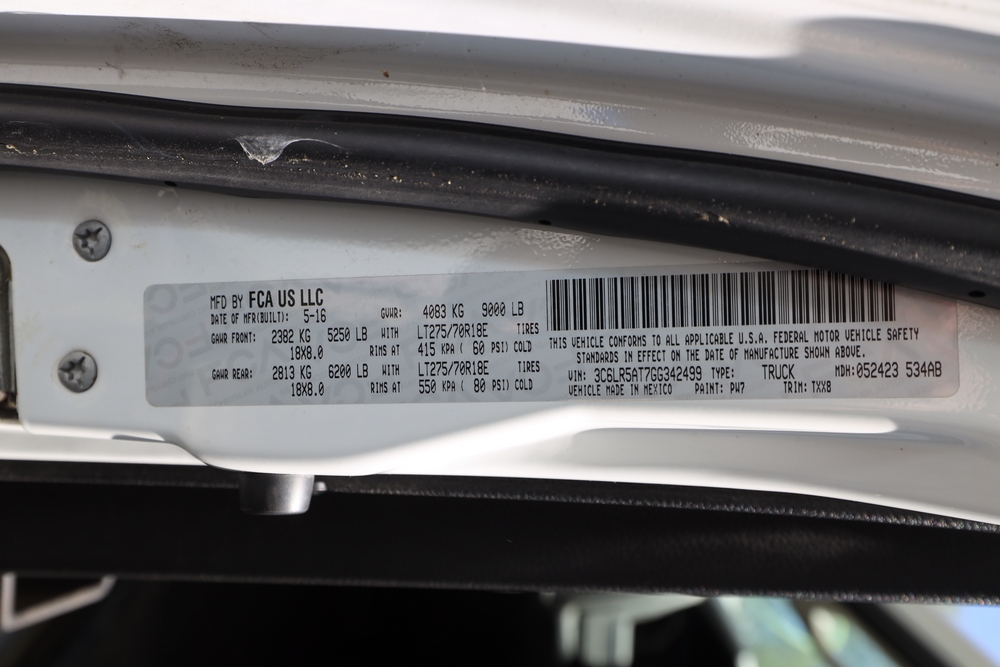 MFD BY FCA US LLC
DATE OF MFR(BUILT): 5-16 GVWR: 4083 KG 9000 LB
GAWR FRONT: 2382 KG 5250 LB WITH LT275/70R18E TIRES
18X8.0 RIMS AT 415 KPA ( 60 PSI) COLD
GAWR REAR: 2813 KG 6200 LB WITH LT275/70R18E TIRES
18X8.0 RIMS AT 550 KPA ( 80 PSI) COLD
THIS VEHICLE CONFORMS TO ALL APPLICABLE U.S.A. FEDERAL MOTOR VEHICLE SAFETY
STANDARDS IN EFFECT ON THE DATE OF MANUFACTURE SHOWN ABOVE.
VIN: 3C6LR5AT7GG342499 TYPE: TRUCK MDH:052423 534AB
VEHICLE MADE IN MEXICO PAINT: PW7 TRIM: TXX8